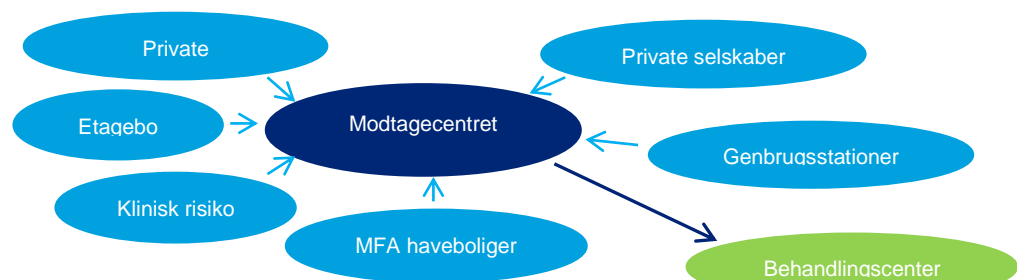 Private
Private selskaber
Etagebo
Modtagecentret
Genbrugsstationer
Klinisk risiko
MFA haveboliger
Behandlingscenter